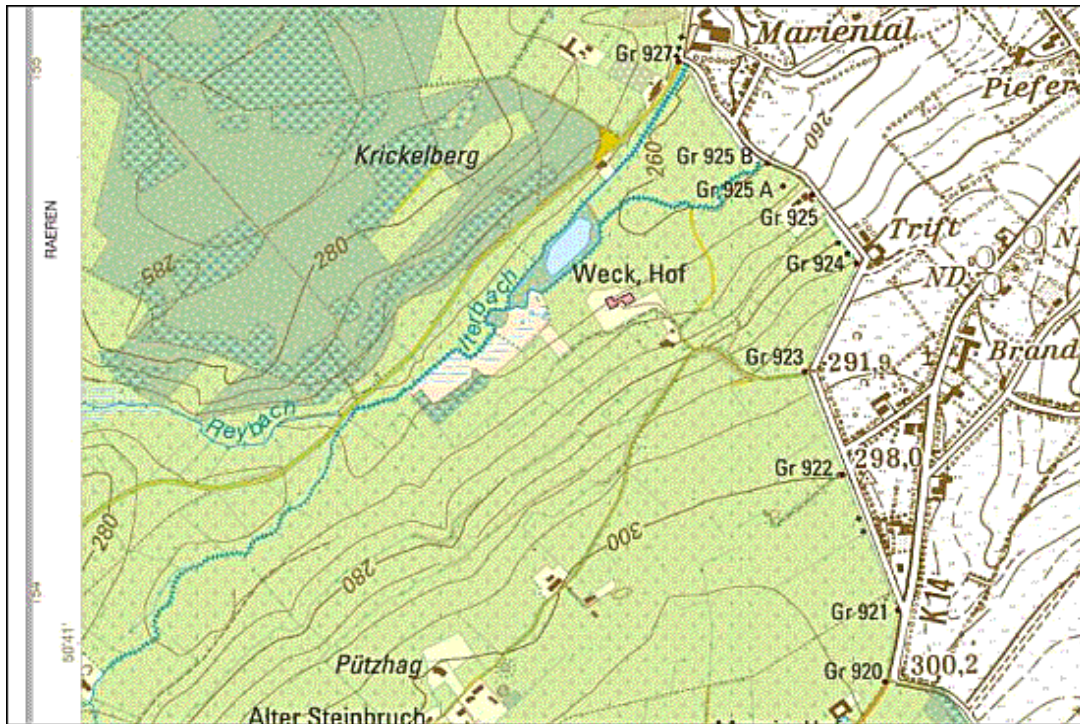 Mariental
Gr 927
Piefer
155
Krickelberg
260
260
Gr 925 B
Gr 925 A
Gr 925
RAEREN
280
285
Trift
Gr 924
N
ND
Weck, Hof
Iterbach
Gr 923
291,9
Brand
Reybach
298,0
Gr 922
280
300
280
154
K14
Gr 921
50°41'
Pützhag
Gr 920
300,2
Alter Steinbruch